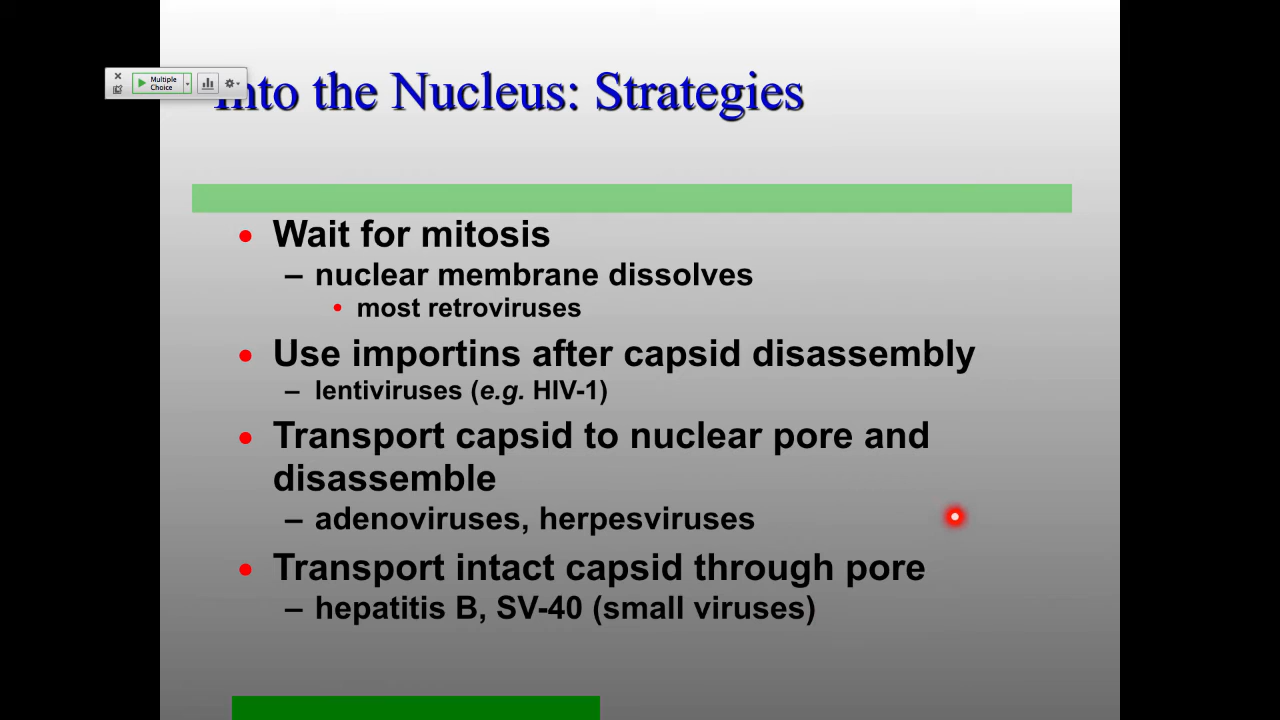 Multiple
Choice
Into the Nucleus: Strategies
• Wait for mitosis
– nuclear membrane dissolves
• most retroviruses
• Use importins after capsid disassembly
– lentiviruses (e.g. HIV-1)
• Transport capsid to nuclear pore and
disassemble
– adenoviruses, herpesviruses
• Transport intact capsid through pore
– hepatitis B, SV-40 (small viruses)